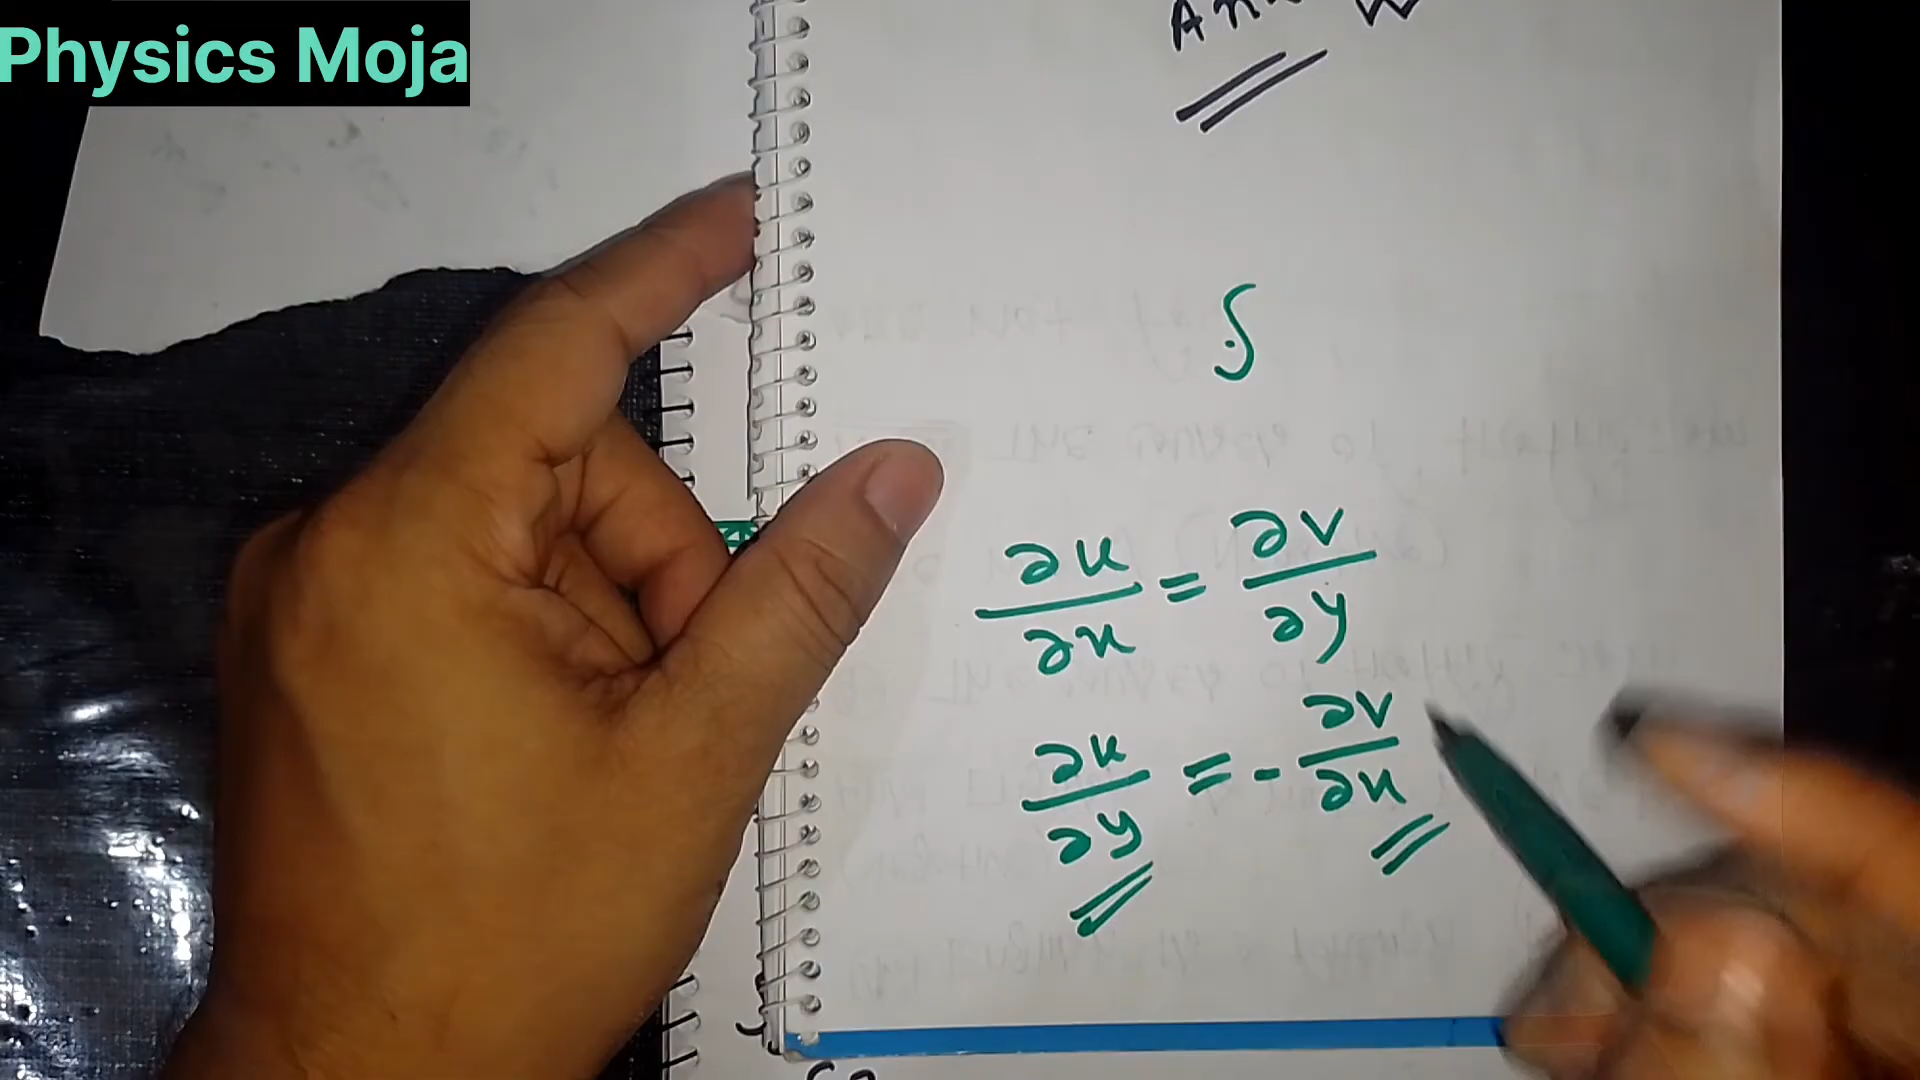 Physics Moja
∫
∂u/∂x = ∂v/∂y
∂u/∂y = -∂v/∂x